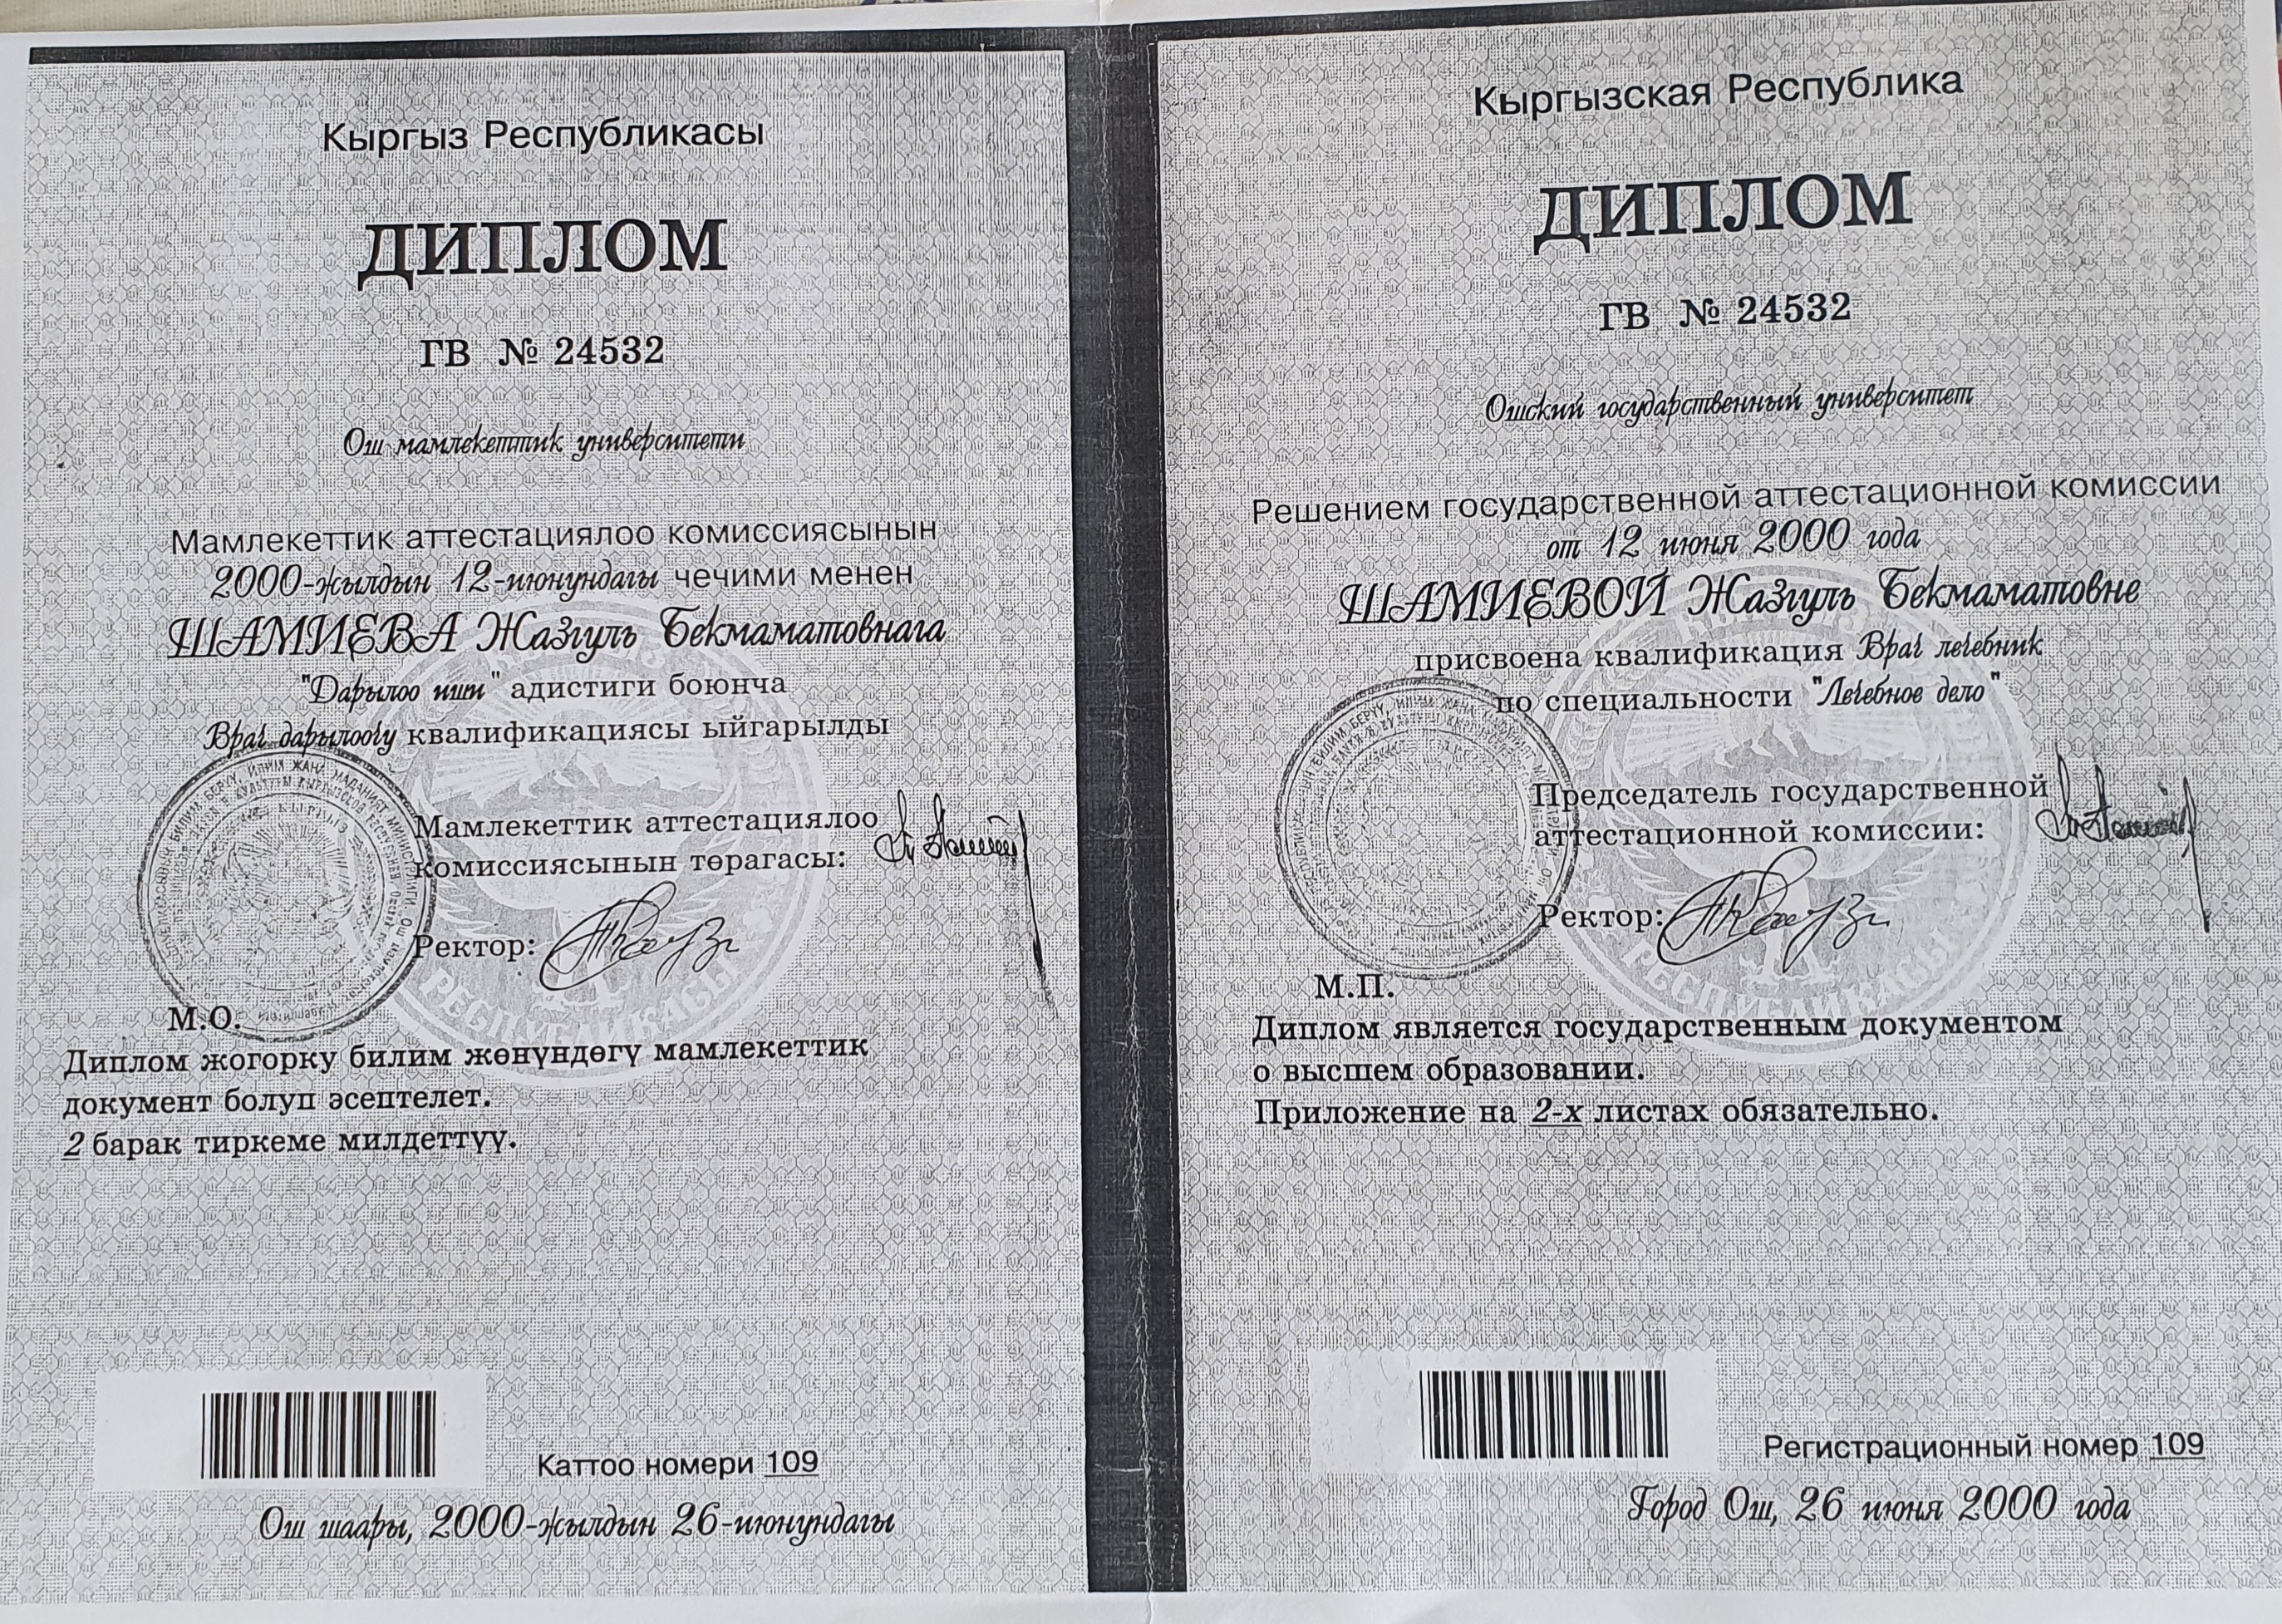 Кыргыз Республикасы
ДИПЛОМ
ГВ № 24532
Ош мамлекеттик университети
Мамлекеттик аттестациялоо комиссиясынын
2000-жылдын 12-июнундагы чечими менен
ШАМИЕВА Жазгуль Бекмаматовнага
"Дарылоо иши" адистиги боюнча
Врач дарылоочу квалификациясы ыйгарылды
Мамлекеттик аттестациялоо
комиссиясынын төрагасы:
Ректор:
М.О.
РЕСПУБЛИКАСЫ
Диплом жогорку билим жөнүндөгү мамлекеттик
документ болуп эсептелет.
2 барак тиркеме милдеттүү.
Каттоо номери 109
Ош шаары, 2000-жылдын 26-июнундагы
Кыргызская Республика
ДИПЛОМ
ГВ № 24532
Ошский государственный университет
Решением государственной аттестационной комиссии
от 12 июня 2000 года
ШАМИЕВОЙ Жазгуль Бекмаматовне
присвоена квалификация Врач лечебник
по специальности "Лечебное дело"
Председатель государственной
аттестационной комиссии:
Ректор:
М.П.
РЕСПУБЛИКАСЫ
Диплом является государственным документом
о высшем образовании.
Приложение на 2-х листах обязательно.
Регистрационный номер 109
Город Ош, 26 июня 2000 года